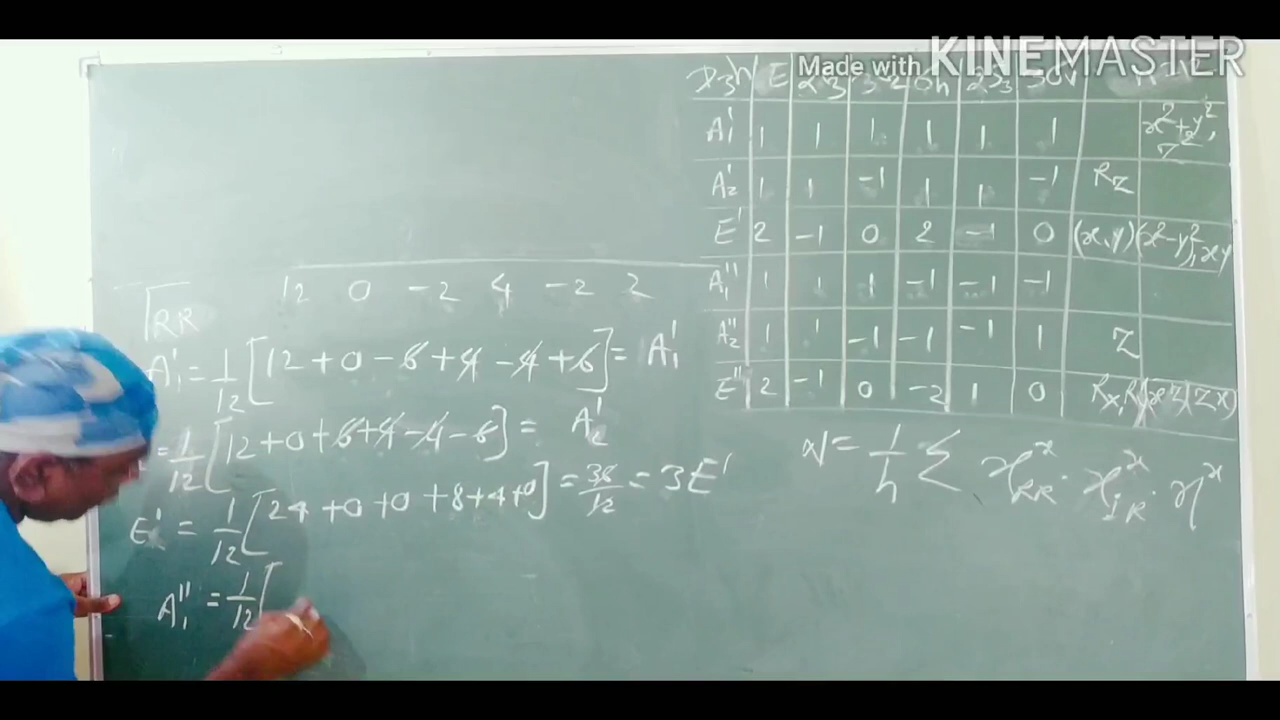 Made with KINEMASTER
D3h E 2C3 3C2 σh 2S3 3σv
A1' 1 1 1 1 1 1 x²+y², z²
A2' 1 1 -1 1 1 -1 Rz
E' 2 -1 0 2 -1 0 (x,y) (x²-y², xy)
A1'' 1 1 1 -1 -1 -1
A2'' 1 1 -1 -1 -1 1 Z
E'' 2 -1 0 -2 1 0 Rx, R (xz)(zx)
ΓRR 12 0 -2 4 -2 2
A1' = 1/12 [12+0-6+4-4+6] = A1'
= 1/12 [12+0+6+4-4-6] = A2'
E' = 1/12 [24+0+0+8+4+0] = 36/12 = 3E'
A1'' = 1/12 [
N = 1/h Σ χ^x RR · χ^x IR · η^x